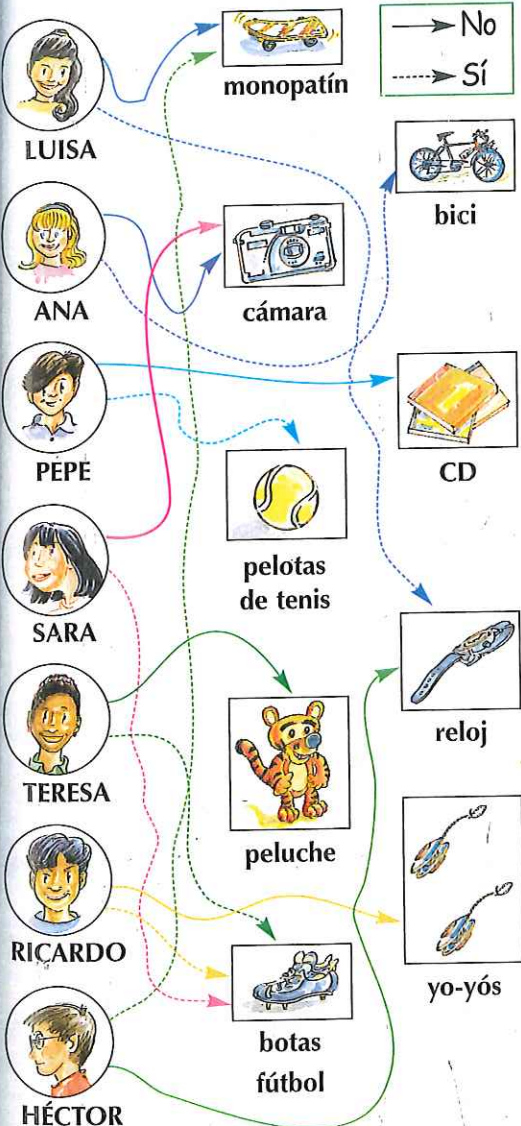 No
Sí
monopatín
LUISA
bici
ANA
cámara
PEPE
CD
pelotas
de tenis
SARA
reloj
TERESA
peluche
RICARDO
yo-yós
botas
fútbol
HÉCTOR